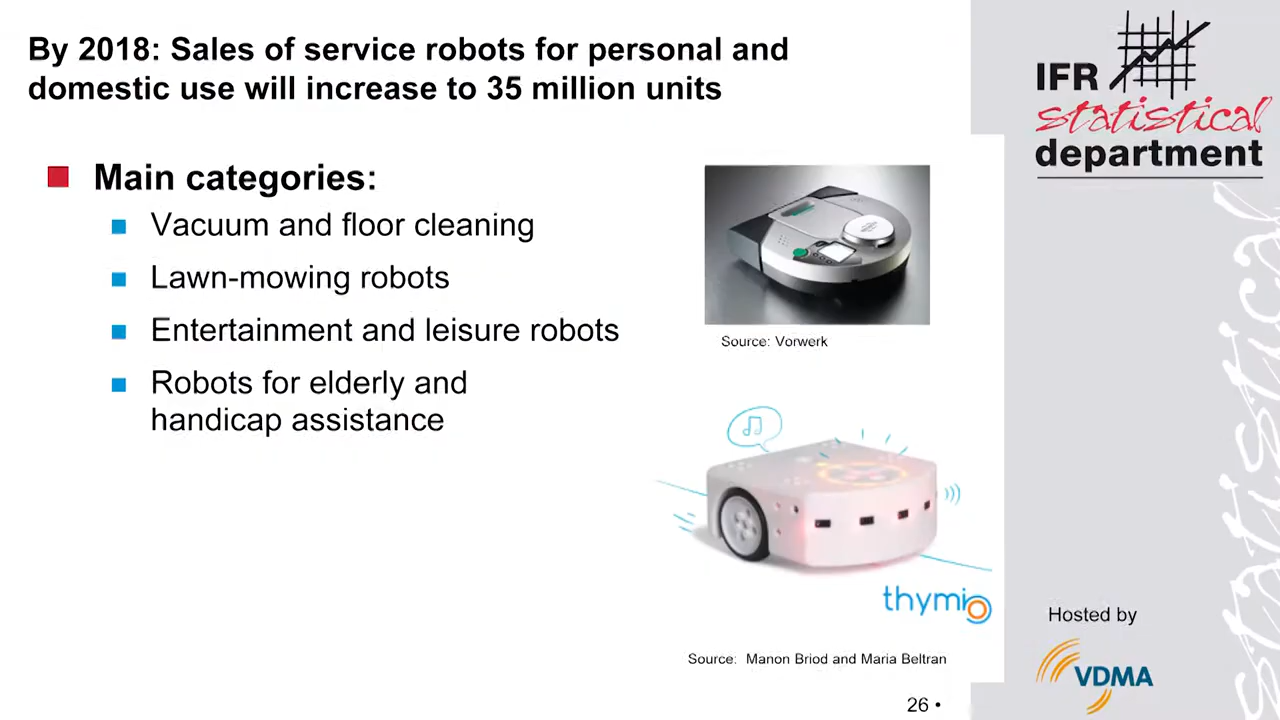 By 2018: Sales of service robots for personal and
domestic use will increase to 35 million units
Main categories:
Vacuum and floor cleaning
Lawn-mowing robots
Entertainment and leisure robots
Robots for elderly and
handicap assistance
Source: Vorwerk
thymio
Source: Manon Briod and Maria Beltran
26 •
IFR
statistical
department
statistical
statistical
Hosted by
VDMA